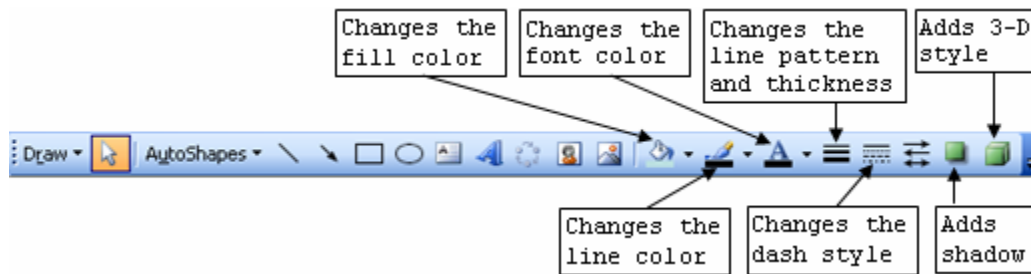 Changes the
fill color
Changes the
font color
Changes the
line pattern
and thickness
Adds 3-D
style
Draw
AutoShapes
A
Changes the
line color
Changes the
dash style
Adds
shadow